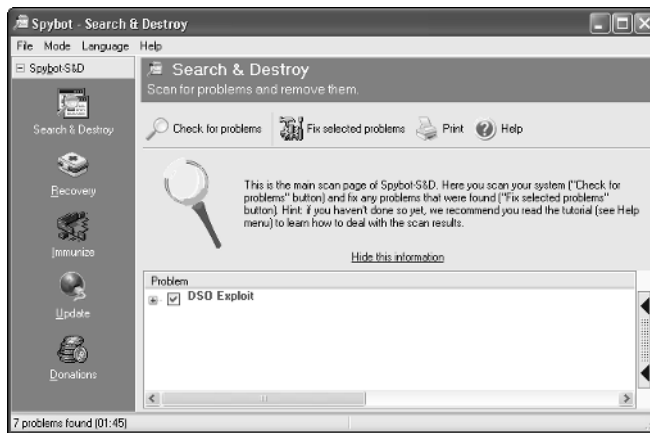 Spybot - Search & Destroy
File Mode Language Help
Spybot-S&D
Search & Destroy
Recovery
Immunize
Update
Donations
Search & Destroy
Scan for problems and remove them.
Check for problems Fix selected problems Print Help
This is the main scan page of Spybot-S&D. Here you scan your system ("Check for
problems" button) and fix any problems that were found ("Fix selected problems"
button). Hint: if you haven't done so yet, we recommend you read the tutorial (see Help
menu) to learn how to deal with the scan results.
Hide this information
Problem
DSO Exploit
7 problems found (01:45)